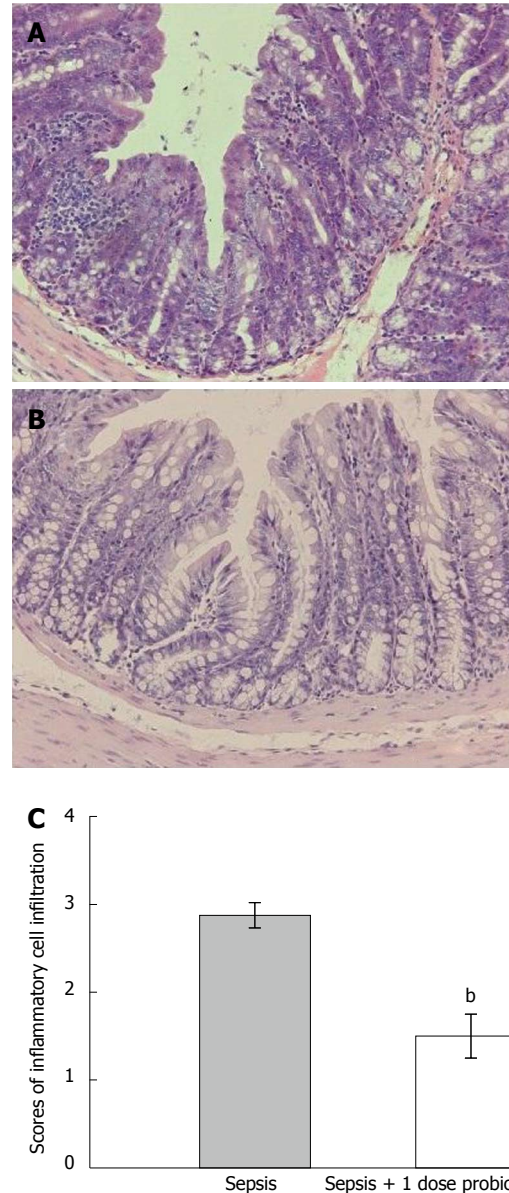 A
B
C
4
3
2
1
0
Scores of inflammatory cell infiltration
b
Sepsis
Sepsis + 1 dose